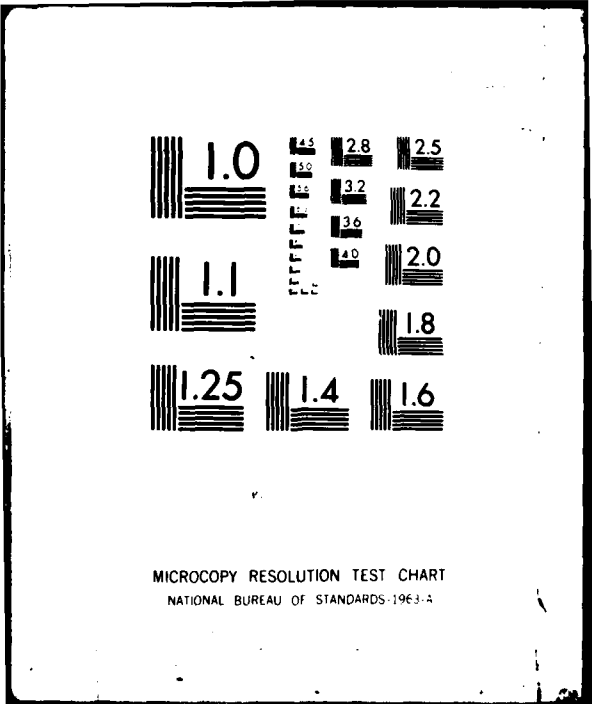 1.0
4.5 2.8 2.5
5.0
3.2
5.6 2.2
3.6
1.1 4.0 2.0
1.8
1.25 1.4 1.6
MICROCOPY RESOLUTION TEST CHART
NATIONAL BUREAU OF STANDARDS-1963-A